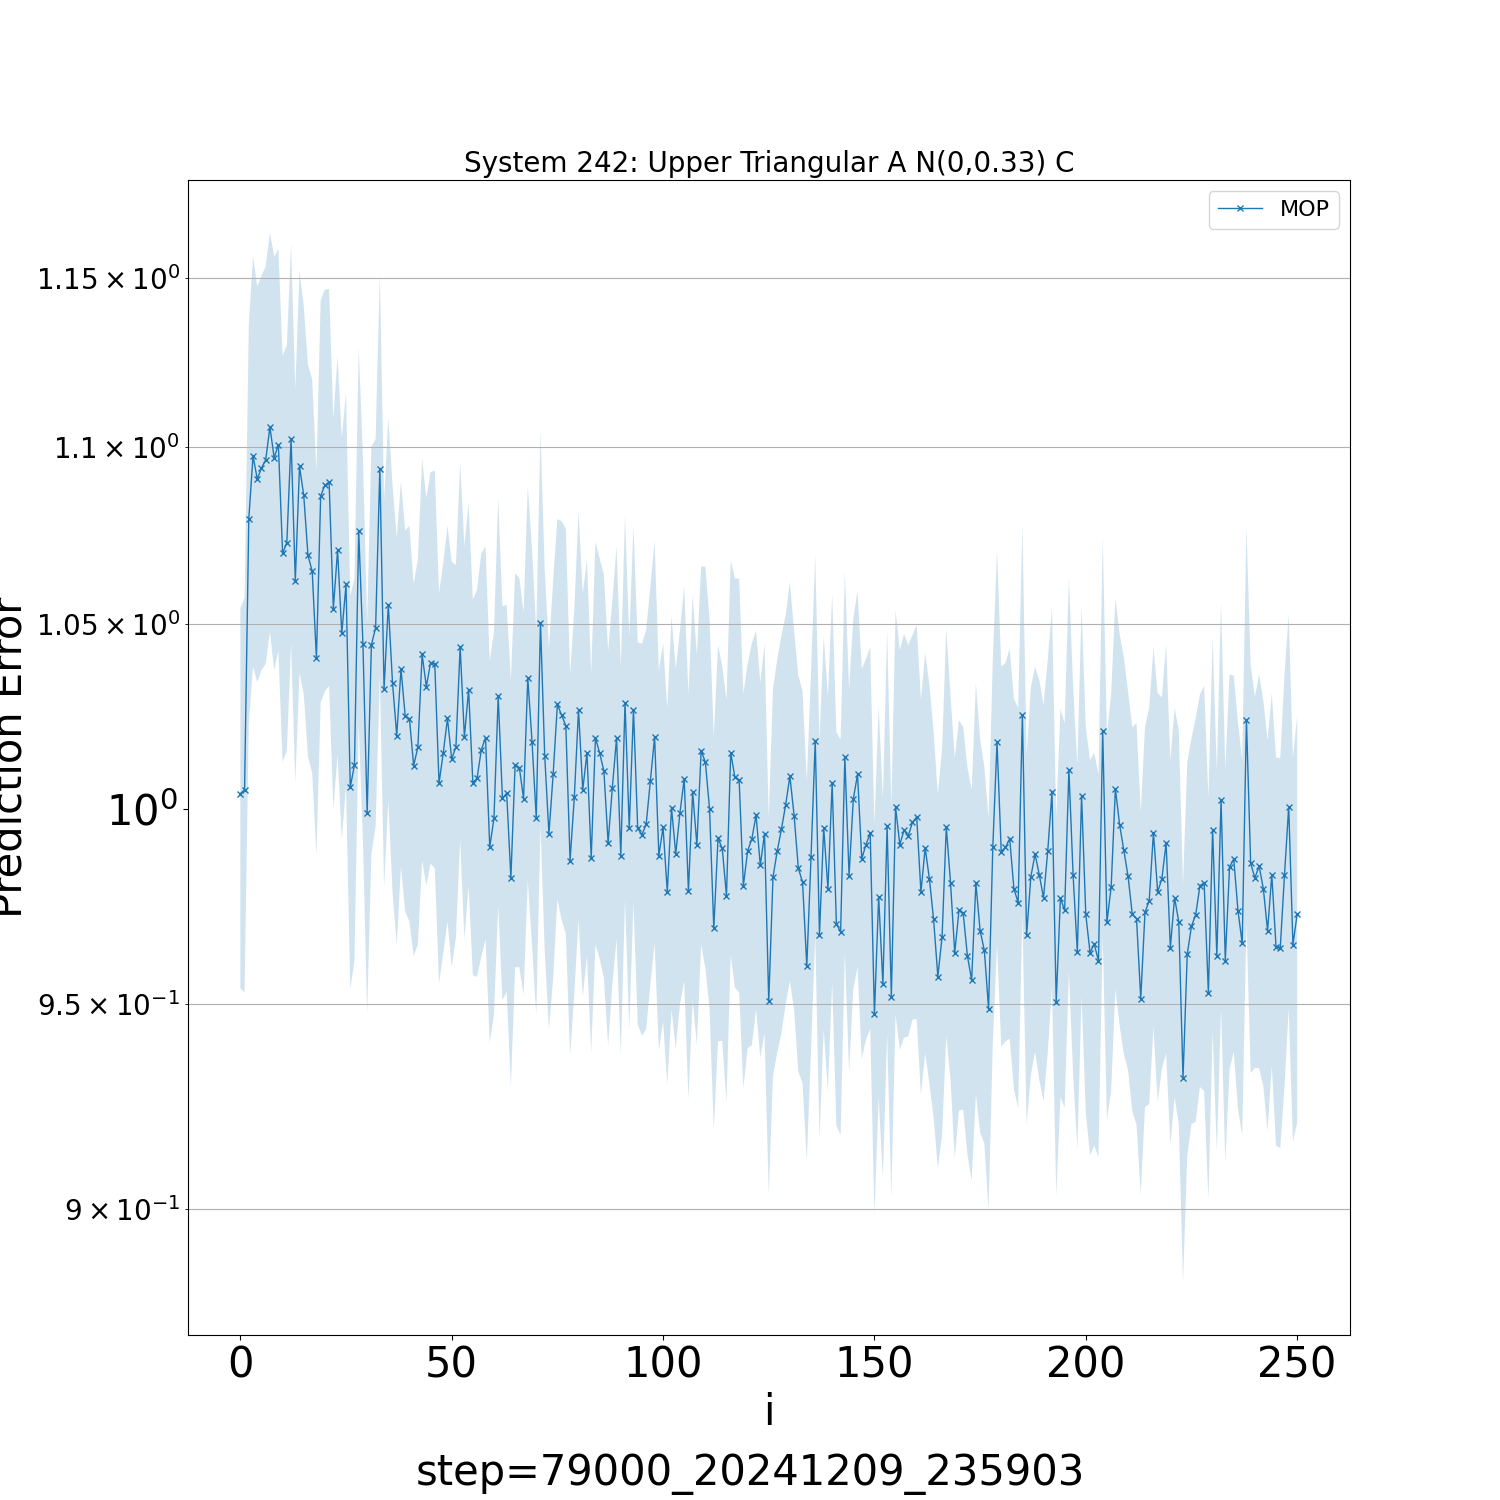 System 242: Upper Triangular A N(0,0.33) C
MOP
1.15 × 10⁰
1.1 × 10⁰
1.05 × 10⁰
10⁰
9.5 × 10⁻¹
9 × 10⁻¹
Prediction Error
0 50 100 150 200 250
i
step=79000_20241209_235903